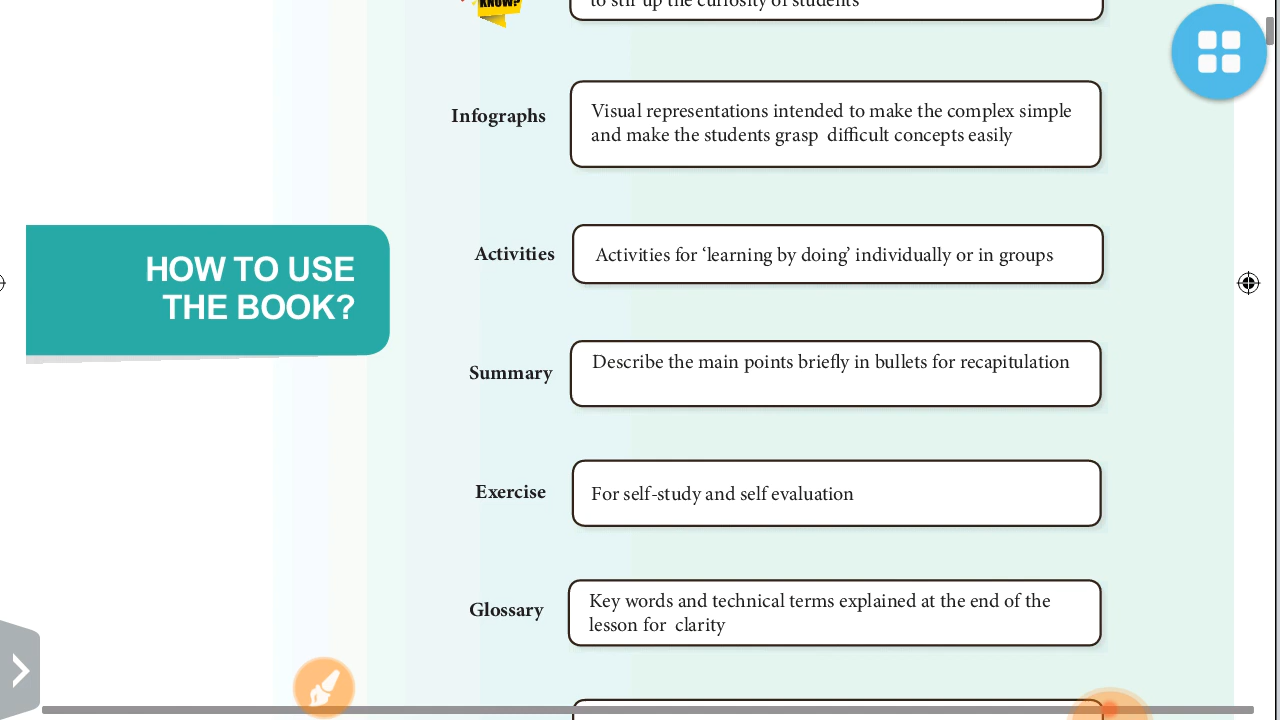 KNOW?
to stir up the curiosity of students
Infographs
Visual representations intended to make the complex simple
and make the students grasp difficult concepts easily
HOW TO USE
THE BOOK?
Activities
Activities for ‘learning by doing’ individually or in groups
Summary
Describe the main points briefly in bullets for recapitulation
Exercise
For self-study and self evaluation
Glossary
Key words and technical terms explained at the end of the
lesson for clarity